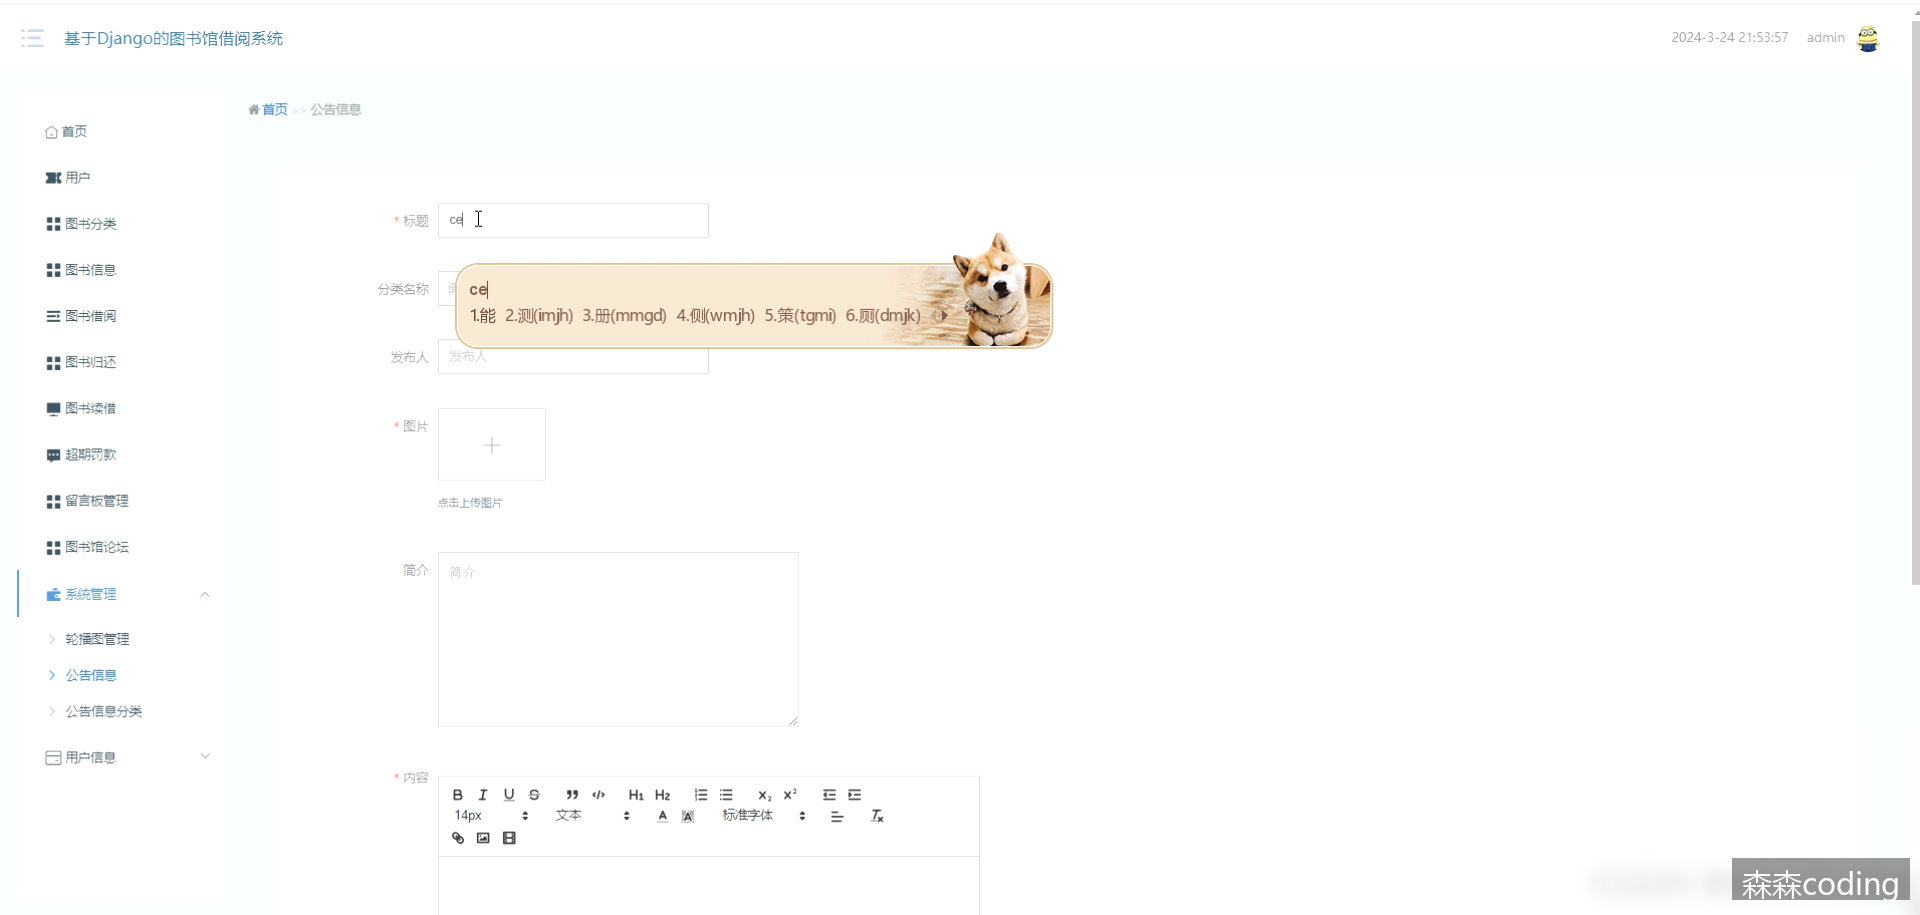 基于Django的图书馆借阅系统
2024-3-24 21:53:57 admin
首页 >> 公告信息
首页
用户
图书分类
图书信息
图书借阅
图书归还
图书续借
超期罚款
留言板管理
图书馆论坛
系统管理
轮播图管理
公告信息
公告信息分类
用户信息
* 标题 ce
分类名称 请
ce
1.能 2.测(imjh) 3.册(mmgd) 4.侧(wmjh) 5.策(tgmi) 6.厕(dmjk)
发布人 发布人
* 图片
点击上传图片
简介 简介
* 内容
B I U S H1 H2 X2 X2
14px 文本 A A 标准字体 Tx
森森coding